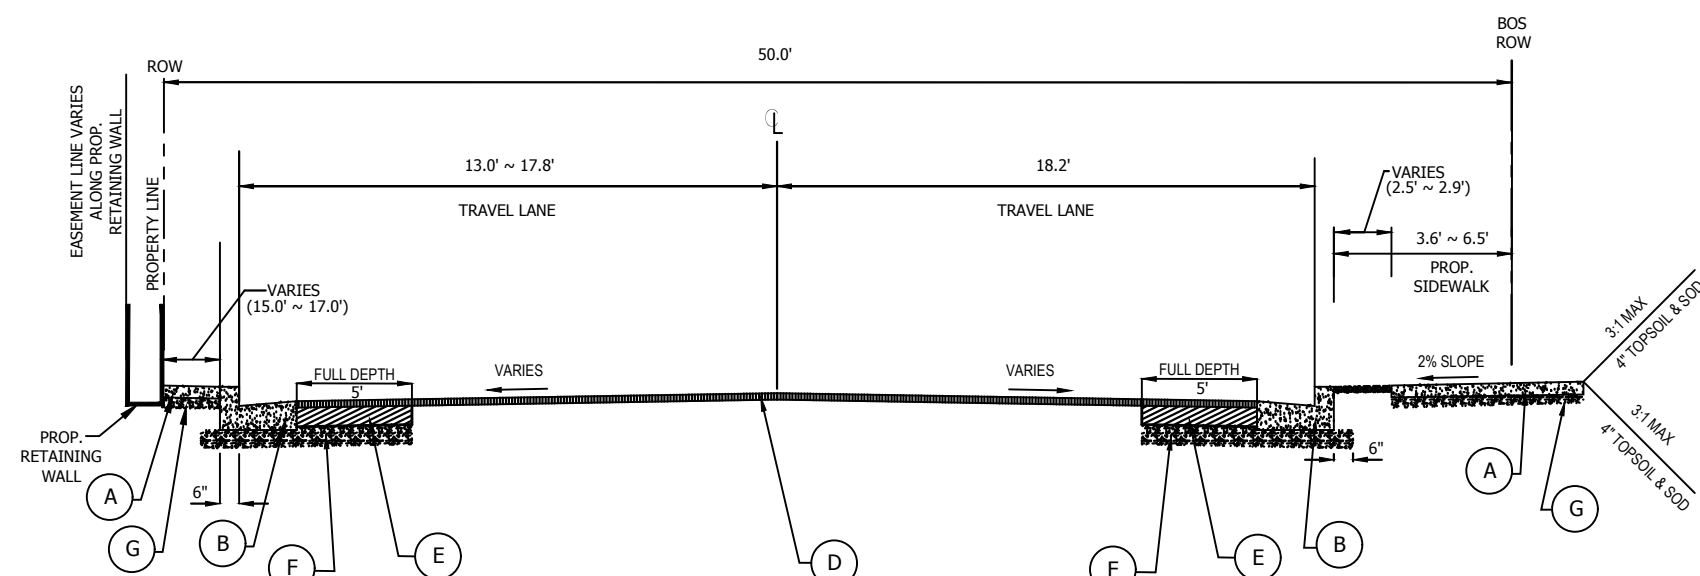 BOS
ROW
50.0'
ROW
EASEMENT LINE VARIES
ALONG PROP.
RETAINING WALL
PROPERTY LINE
℄
13.0' ~ 17.8'
TRAVEL LANE
18.2'
TRAVEL LANE
VARIES
(2.5' ~ 2.9')
3.6' ~ 6.5'
PROP.
SIDEWALK
VARIES
(15.0' ~ 17.0')
3:1 MAX
4" TOPSOIL & SOD
FULL DEPTH
5'
VARIES
VARIES
FULL DEPTH
5'
2% SLOPE
3:1 MAX
4" TOPSOIL & SOD
PROP.
RETAINING
WALL
6"
6"
A
G
B
F
E
D
F
E
B
A
G